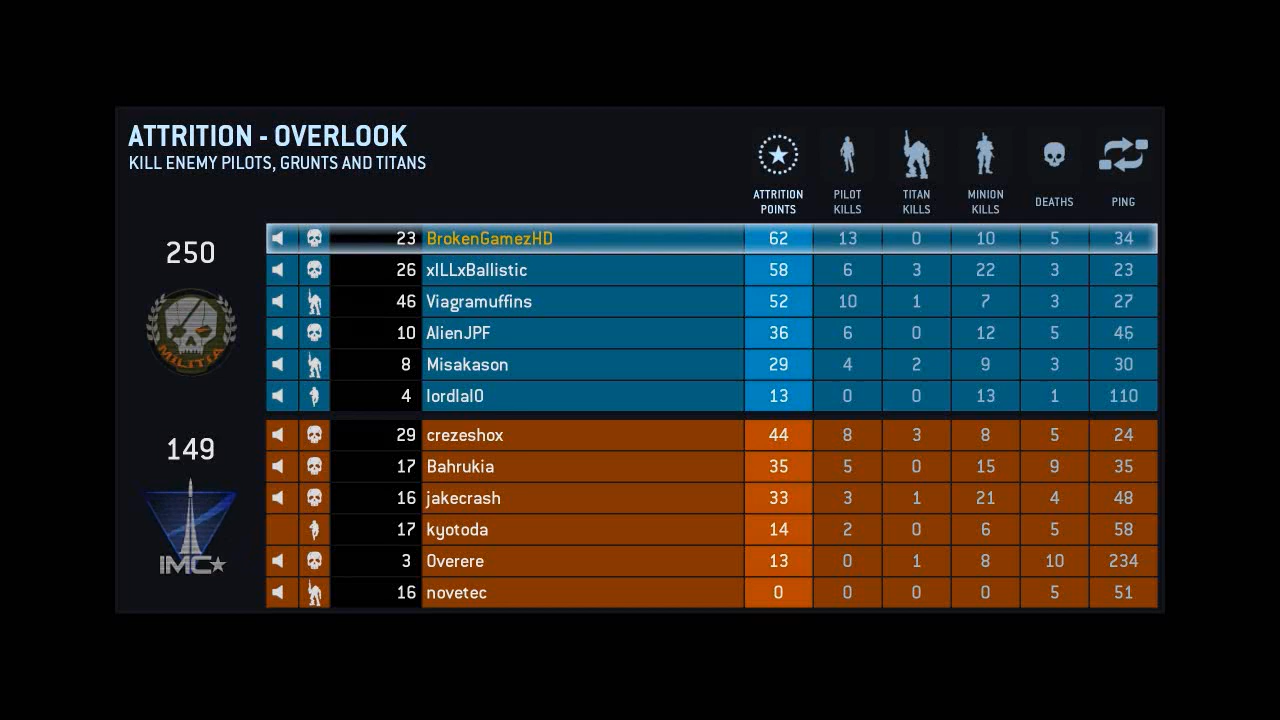 ATTRITION - OVERLOOK
KILL ENEMY PILOTS, GRUNTS AND TITANS
ATTRITION POINTS PILOT KILLS TITAN KILLS MINION KILLS DEATHS PING
250
MILITIA
23 BrokenGamezHD 62 13 0 10 5 34
26 xILLxBallistic 58 6 3 22 3 23
46 Viagramuffins 52 10 1 7 3 27
10 AlienJPF 36 6 0 12 5 46
8 Misakason 29 4 2 9 3 30
4 lordlal0 13 0 0 13 1 110
149
IMC
29 crezeshox 44 8 3 8 5 24
17 Bahrukia 35 5 0 15 9 35
16 jakecrash 33 3 1 21 4 48
17 kyotoda 14 2 0 6 5 58
3 Overere 13 0 1 8 10 234
16 novetec 0 0 0 0 5 51